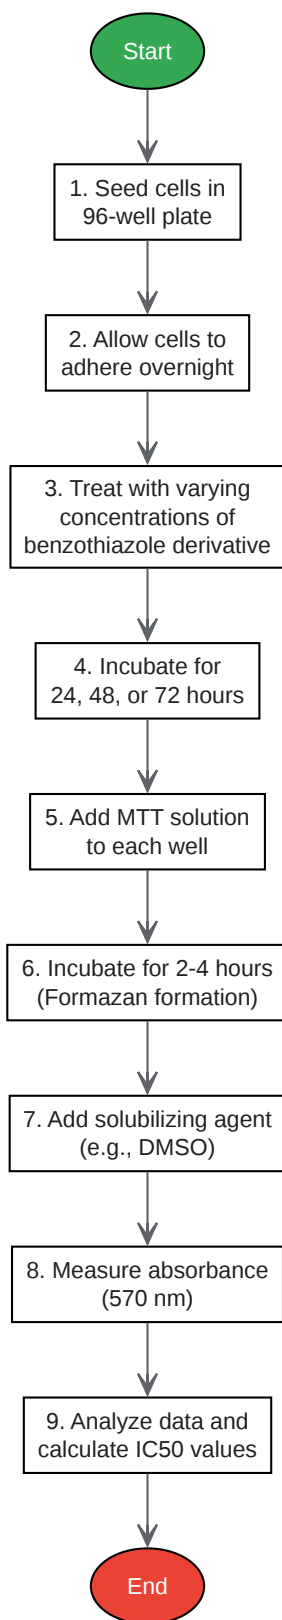 Start
1. Seed cells in
96-well plate
2. Allow cells to
adhere overnight
3. Treat with varying
concentrations of
benzothiazole derivative
4. Incubate for
24, 48, or 72 hours
5. Add MTT solution
to each well
6. Incubate for 2-4 hours
(Formazan formation)
7. Add solubilizing agent
(e.g., DMSO)
8. Measure absorbance
(570 nm)
9. Analyze data and
calculate IC50 values
End